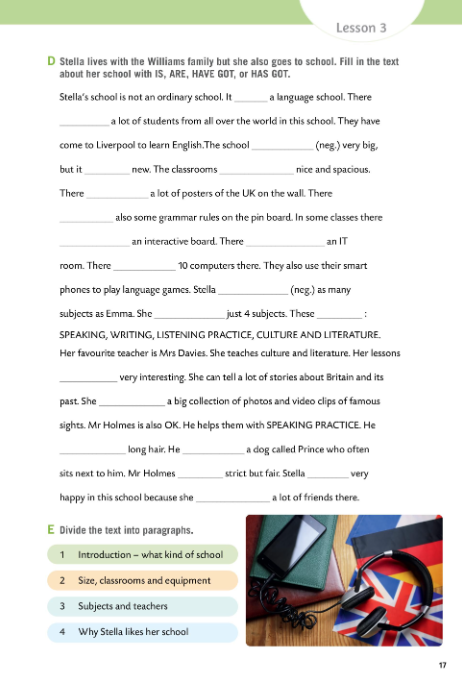 Lesson 3
D Stella lives with the Williams family but she also goes to school. Fill in the text
about her school with IS, ARE, HAVE GOT, or HAS GOT.
Stella's school is not an ordinary school. It ______ a language school. There
__________ a lot of students from all over the world in this school. They have
come to Liverpool to learn English.The school ____________ (neg.) very big,
but it _________ new. The classrooms ______________ nice and spacious.
There ____________ a lot of posters of the UK on the wall. There
__________ also some grammar rules on the pin board. In some classes there
_____________ an interactive board. There _______________ an IT
room. There ____________ 10 computers there. They also use their smart
phones to play language games. Stella _____________ (neg.) as many
subjects as Emma. She _____________ just 4 subjects. These _________ :
SPEAKING, WRITING, LISTENING PRACTICE, CULTURE AND LITERATURE.
Her favourite teacher is Mrs Davies. She teaches culture and literature. Her lessons
___________ very interesting. She can tell a lot of stories about Britain and its
past. She _____________ a big collection of photos and video clips of famous
sights. Mr Holmes is also OK. He helps them with SPEAKING PRACTICE. He
_____________ long hair. He ____________ a dog called Prince who often
sits next to him. Mr Holmes _________ strict but fair. Stella ________ very
happy in this school because she ______________ a lot of friends there.
E Divide the text into paragraphs.
1 Introduction – what kind of school
2 Size, classrooms and equipment
3 Subjects and teachers
4 Why Stella likes her school
17